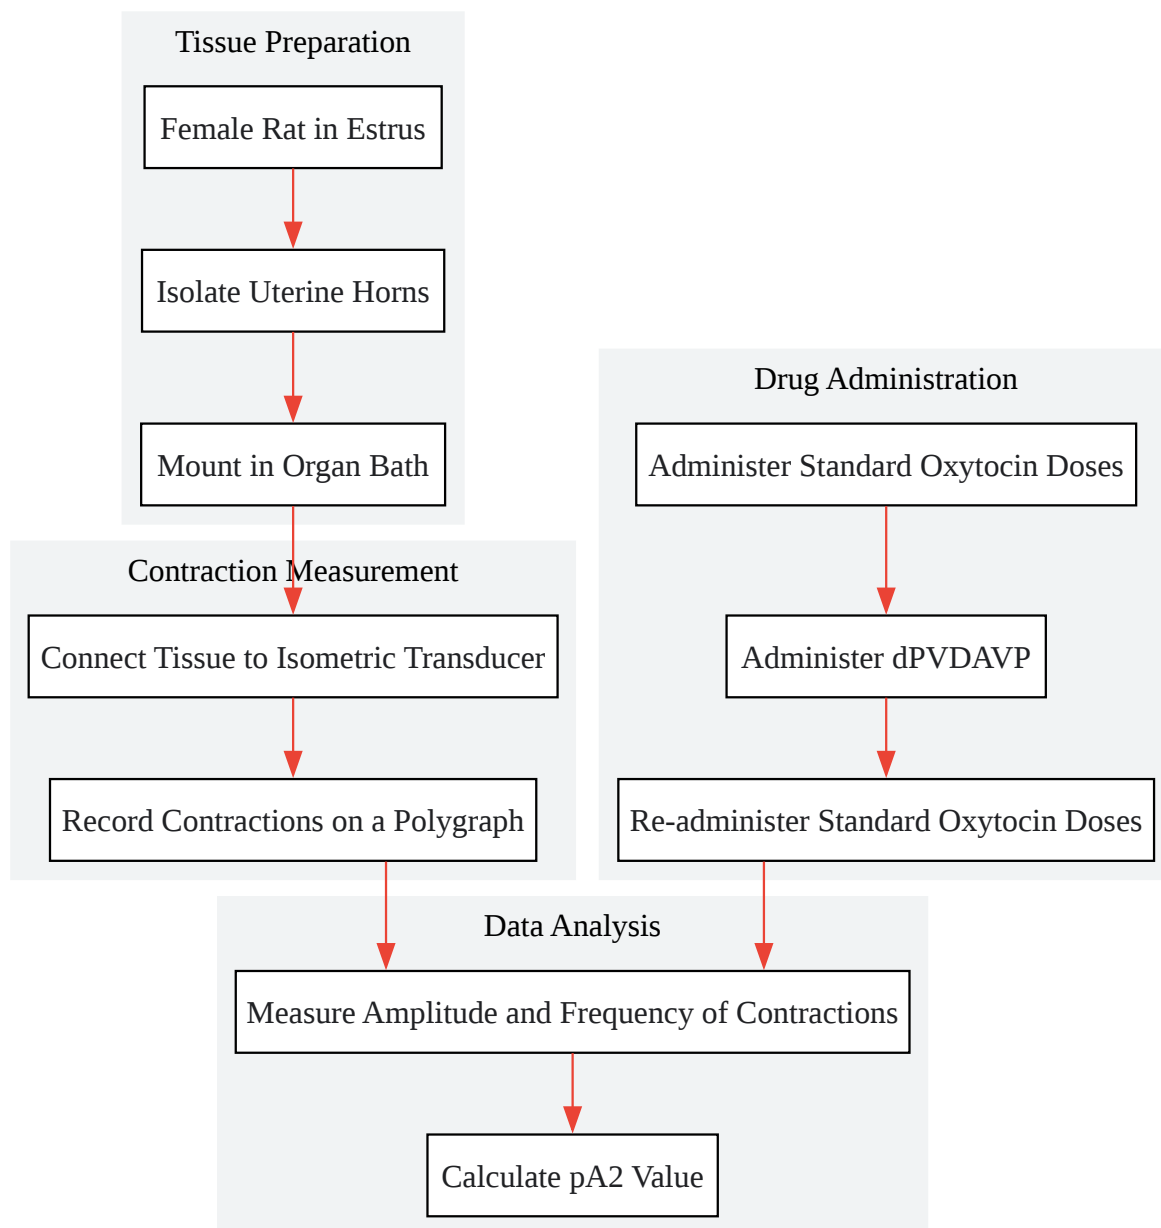 Tissue Preparation
Female Rat in Estrus
Isolate Uterine Horns
Mount in Organ Bath
Contraction Measurement
Connect Tissue to Isometric Transducer
Record Contractions on a Polygraph
Drug Administration
Administer Standard Oxytocin Doses
Administer dPVDAVP
Re-administer Standard Oxytocin Doses
Data Analysis
Measure Amplitude and Frequency of Contractions
Calculate pA2 Value